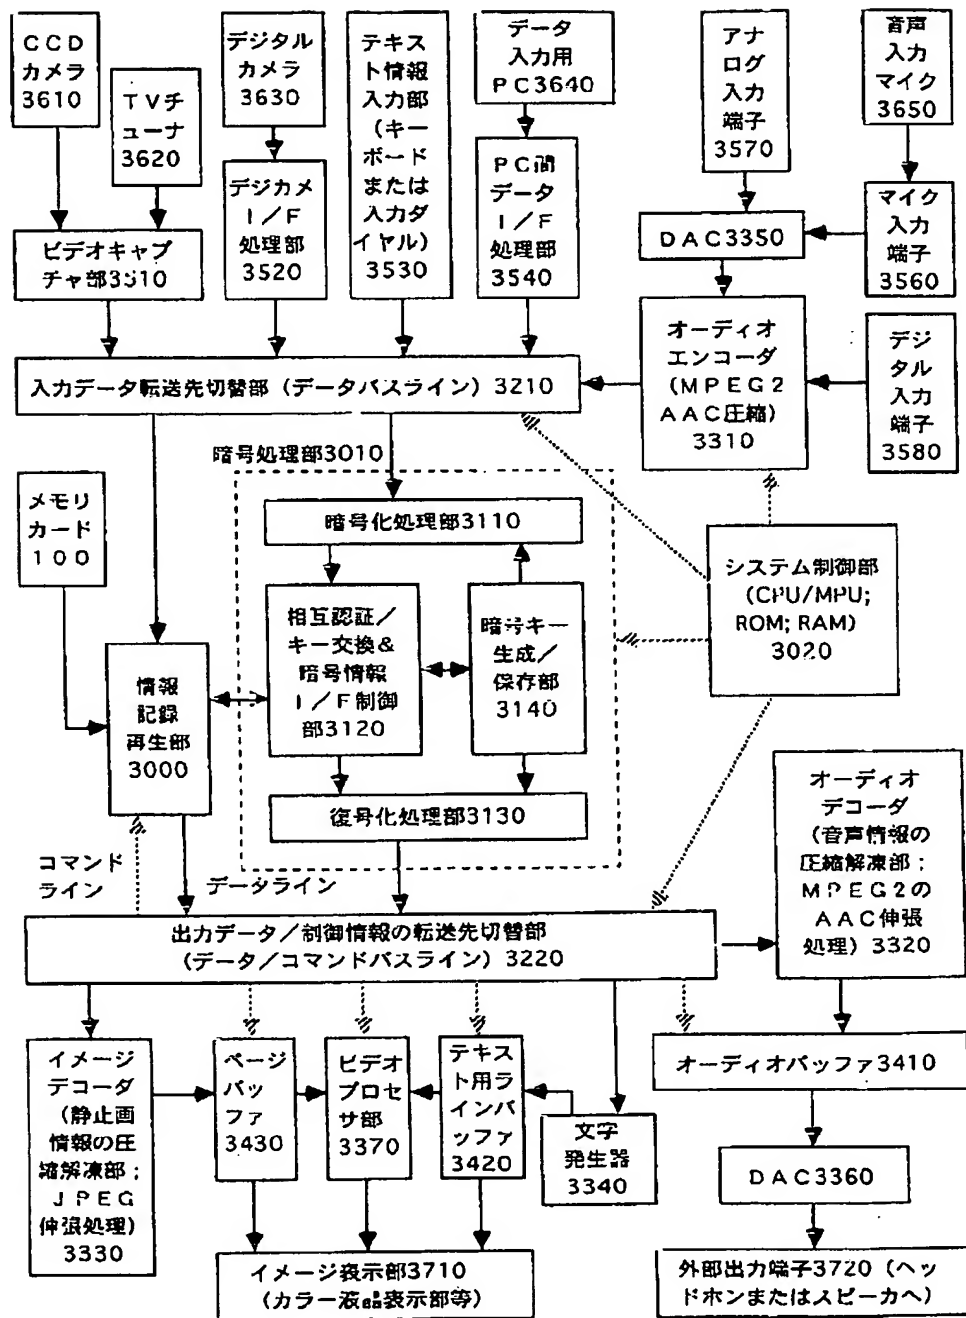 CCD
カメラ
3610
TVチ
ューナ
3620
デジタル
カメラ
3630
テキス
ト情報
入力部
(キー
ボード
または
入力ダ
イヤル)
3530
データ
入力用
PC3640
アナ
ログ
入力
端子
3570
音声
入力
マイク
3650
ビデオキャプ
チャ部3510
デジカメ
I/F
処理部
3520
PC間
データ
I/F
処理部
3540
DAC3350
マイク
入力
端子
3560
オーディオ
エンコーダ
(MPEG2
AAC圧縮)
3310
デジ
タル
入力
端子
3580
入力データ転送先切替部(データバスライン)3210
暗号処理部3010
メモリ
カード
100
暗号化処理部3110
システム制御部
(CPU/MPU;
ROM; RAM)
3020
相互認証/
キー交換&
暗号情報
I/F制御
部3120
暗号キー
生成/
保存部
3140
情報
記録
再生部
3000
復号化処理部3130
オーディオ
デコーダ
(音声情報の
圧縮解凍部;
MPEG2の
AAC伸張
処理)3320
コマンド
ライン
データライン
出力データ/制御情報の転送先切替部
(データ/コマンドバスライン)3220
イメージ
デコーダ
(静止画
情報の圧
縮解凍部;
JPEG
伸張処理)
3330
ページ
バッ
ファ
3430
ビデオ
プロセ
サ部
3370
テキス
ト用ラ
インバ
ッファ
3420
文字
発生器
3340
オーディオバッファ3410
DAC3360
イメージ表示部3710
(カラー液晶表示部等)
外部出力端子3720(ヘッ
ドホンまたはスピーカへ)